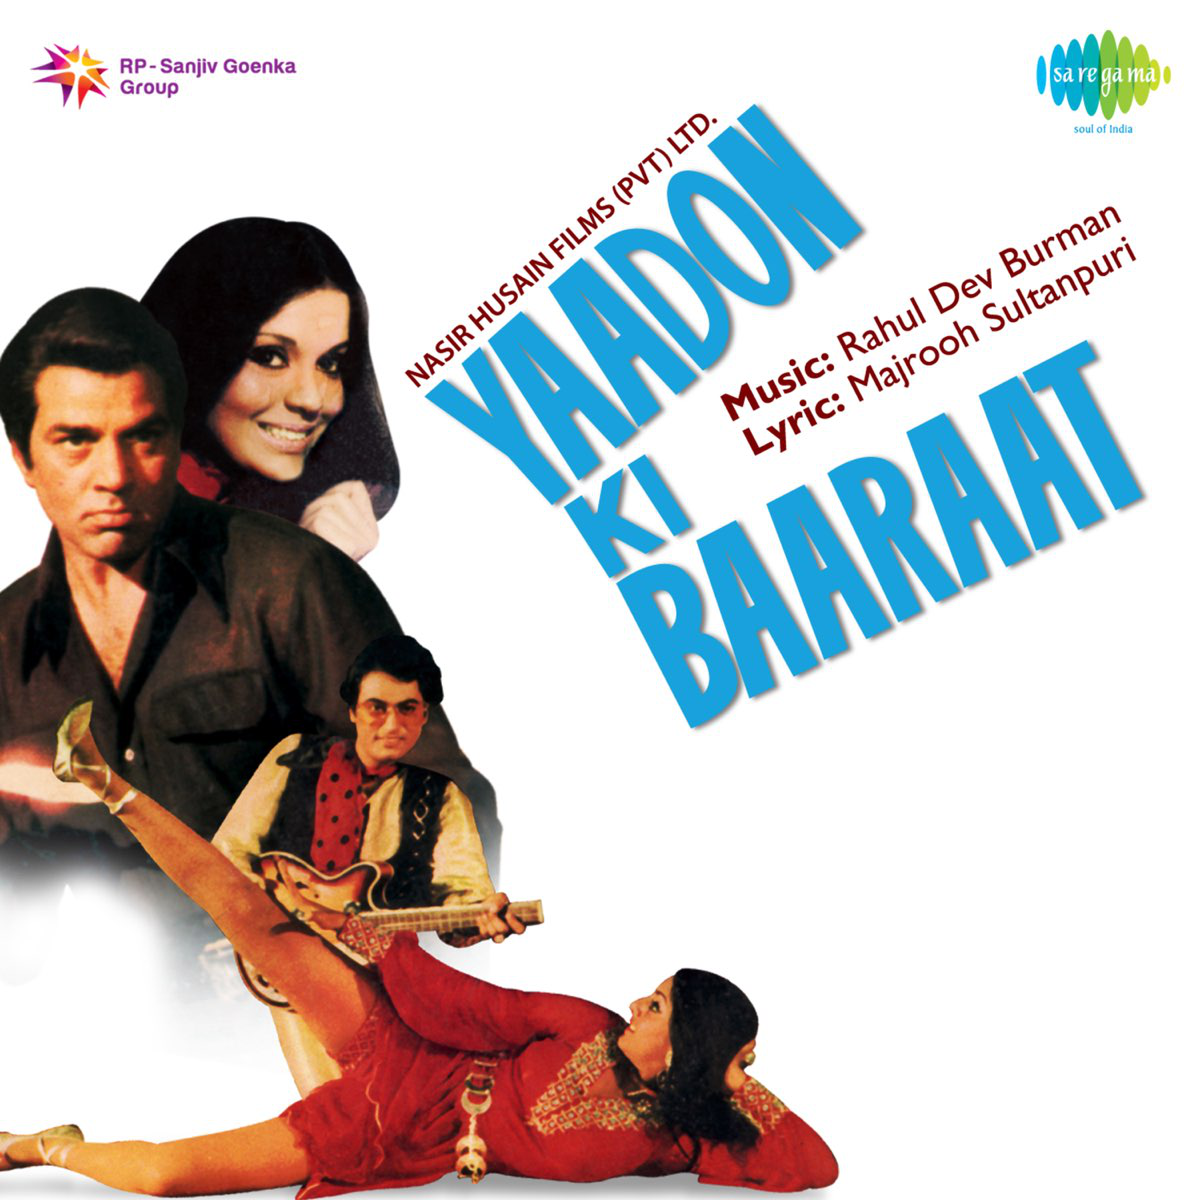 RP-Sanjiv Goenka
Group
sa re ga ma
soul of India
NASIR HUSAIN FILMS (PVT) LTD.
YAADON
KI
BAARAAT
Music: Rahul Dev Burman
Lyric: Majrooh Sultanpuri